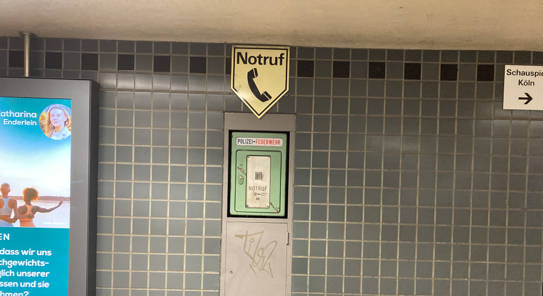 Notruf
POLIZEI-FEUERWEHR
NOTRUF
Schauspie
Köln
→
atharina
Enderlein
EN
dass wir uns
chgewichts-
glich unserer
ssen und sie
hmen?